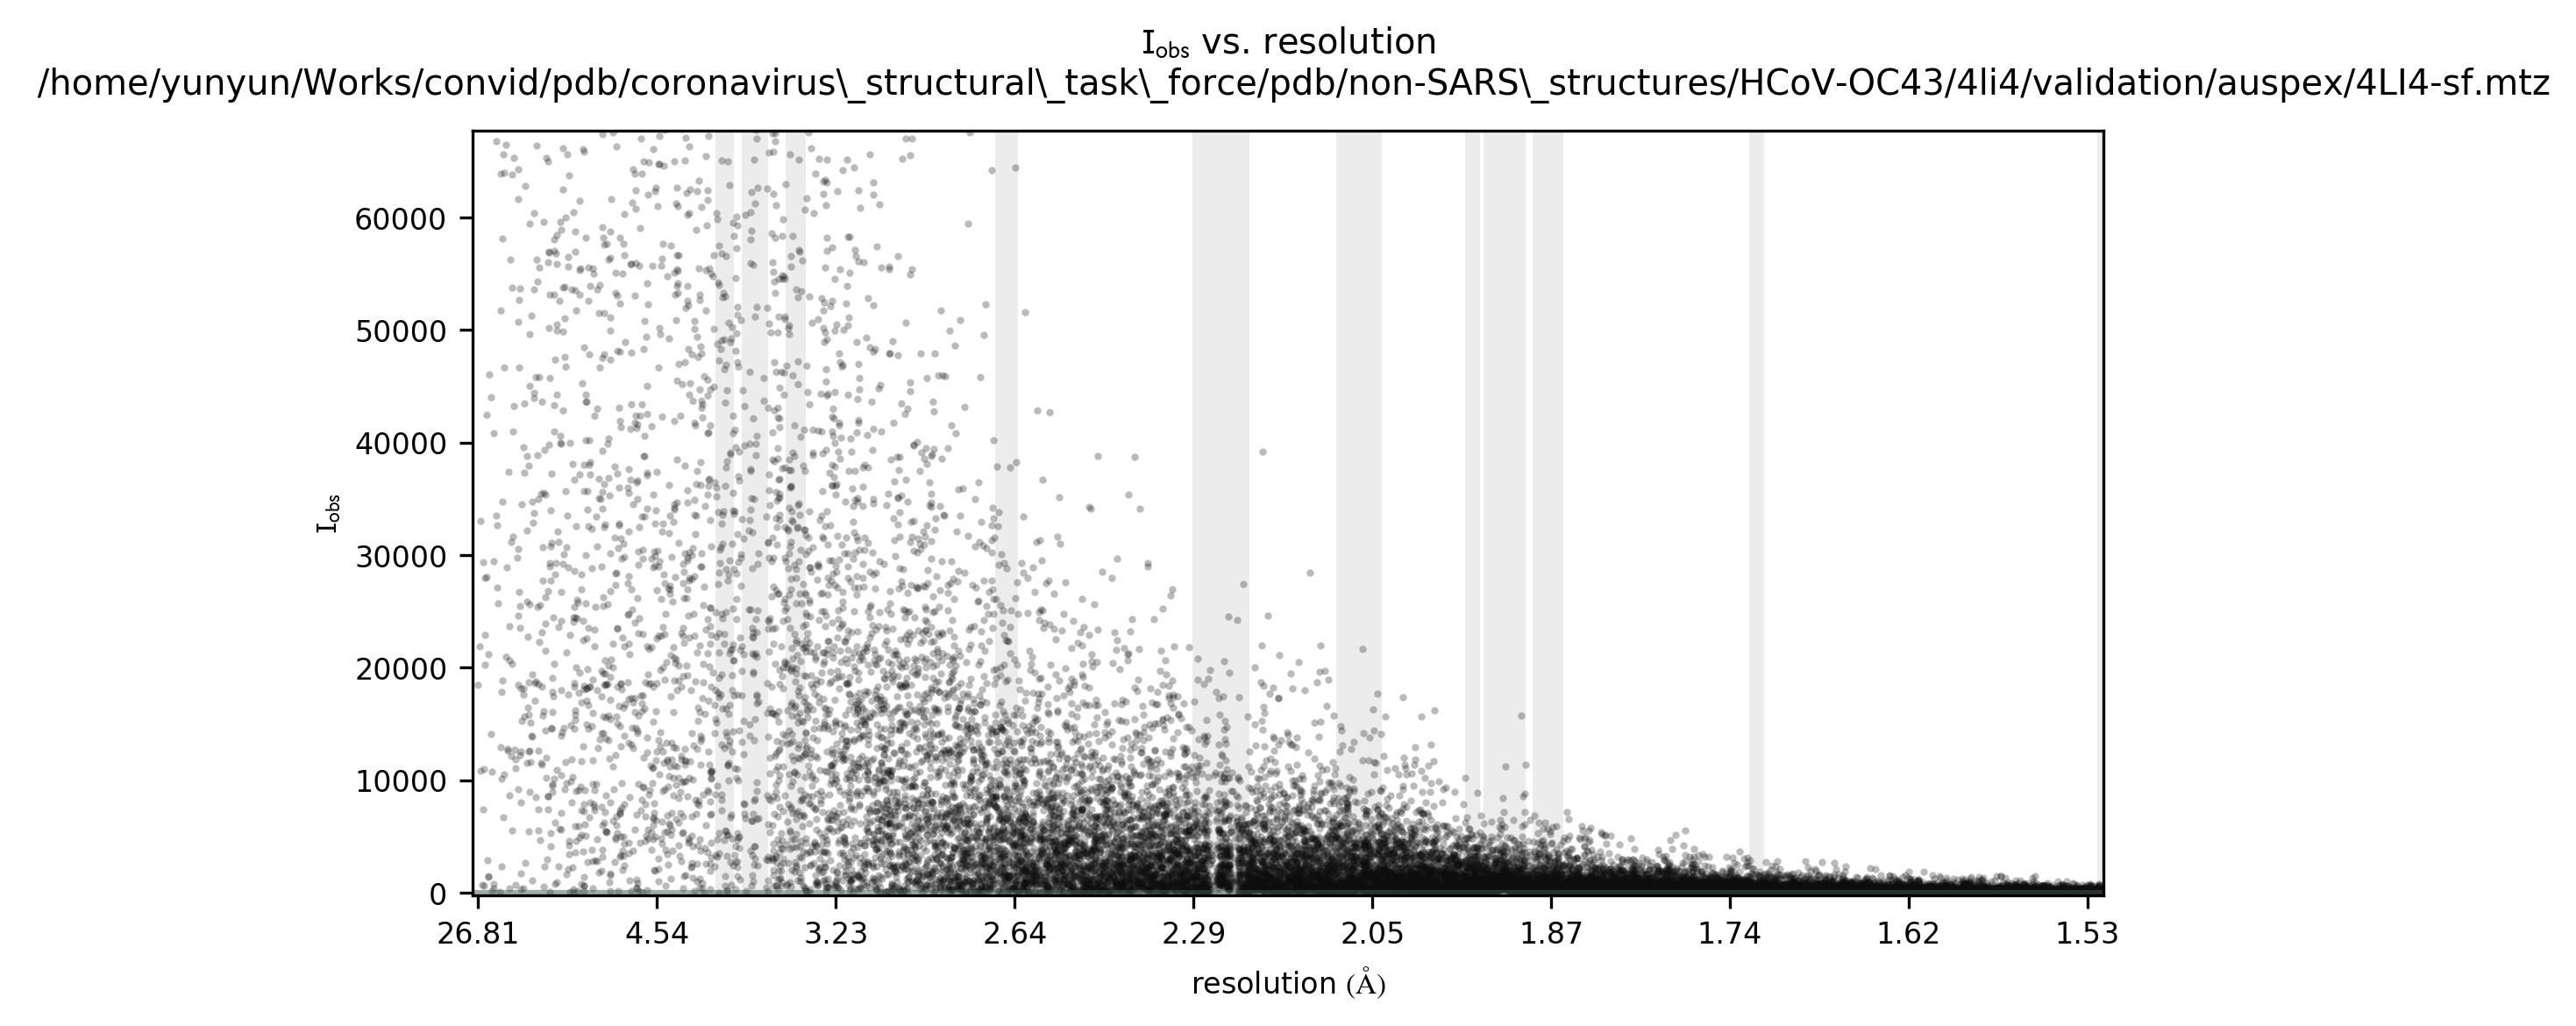 I_obs vs. resolution
/home/yunyun/Works/convid/pdb/coronavirus\_structural\_task\_force/pdb/non-SARS\_structures/HCoV-OC43/4li4/validation/auspex/4LI4-sf.mtz
60000
50000
40000
30000
20000
10000
0
I_obs
26.81 4.54 3.23 2.64 2.29 2.05 1.87 1.74 1.62 1.53
resolution (Å)